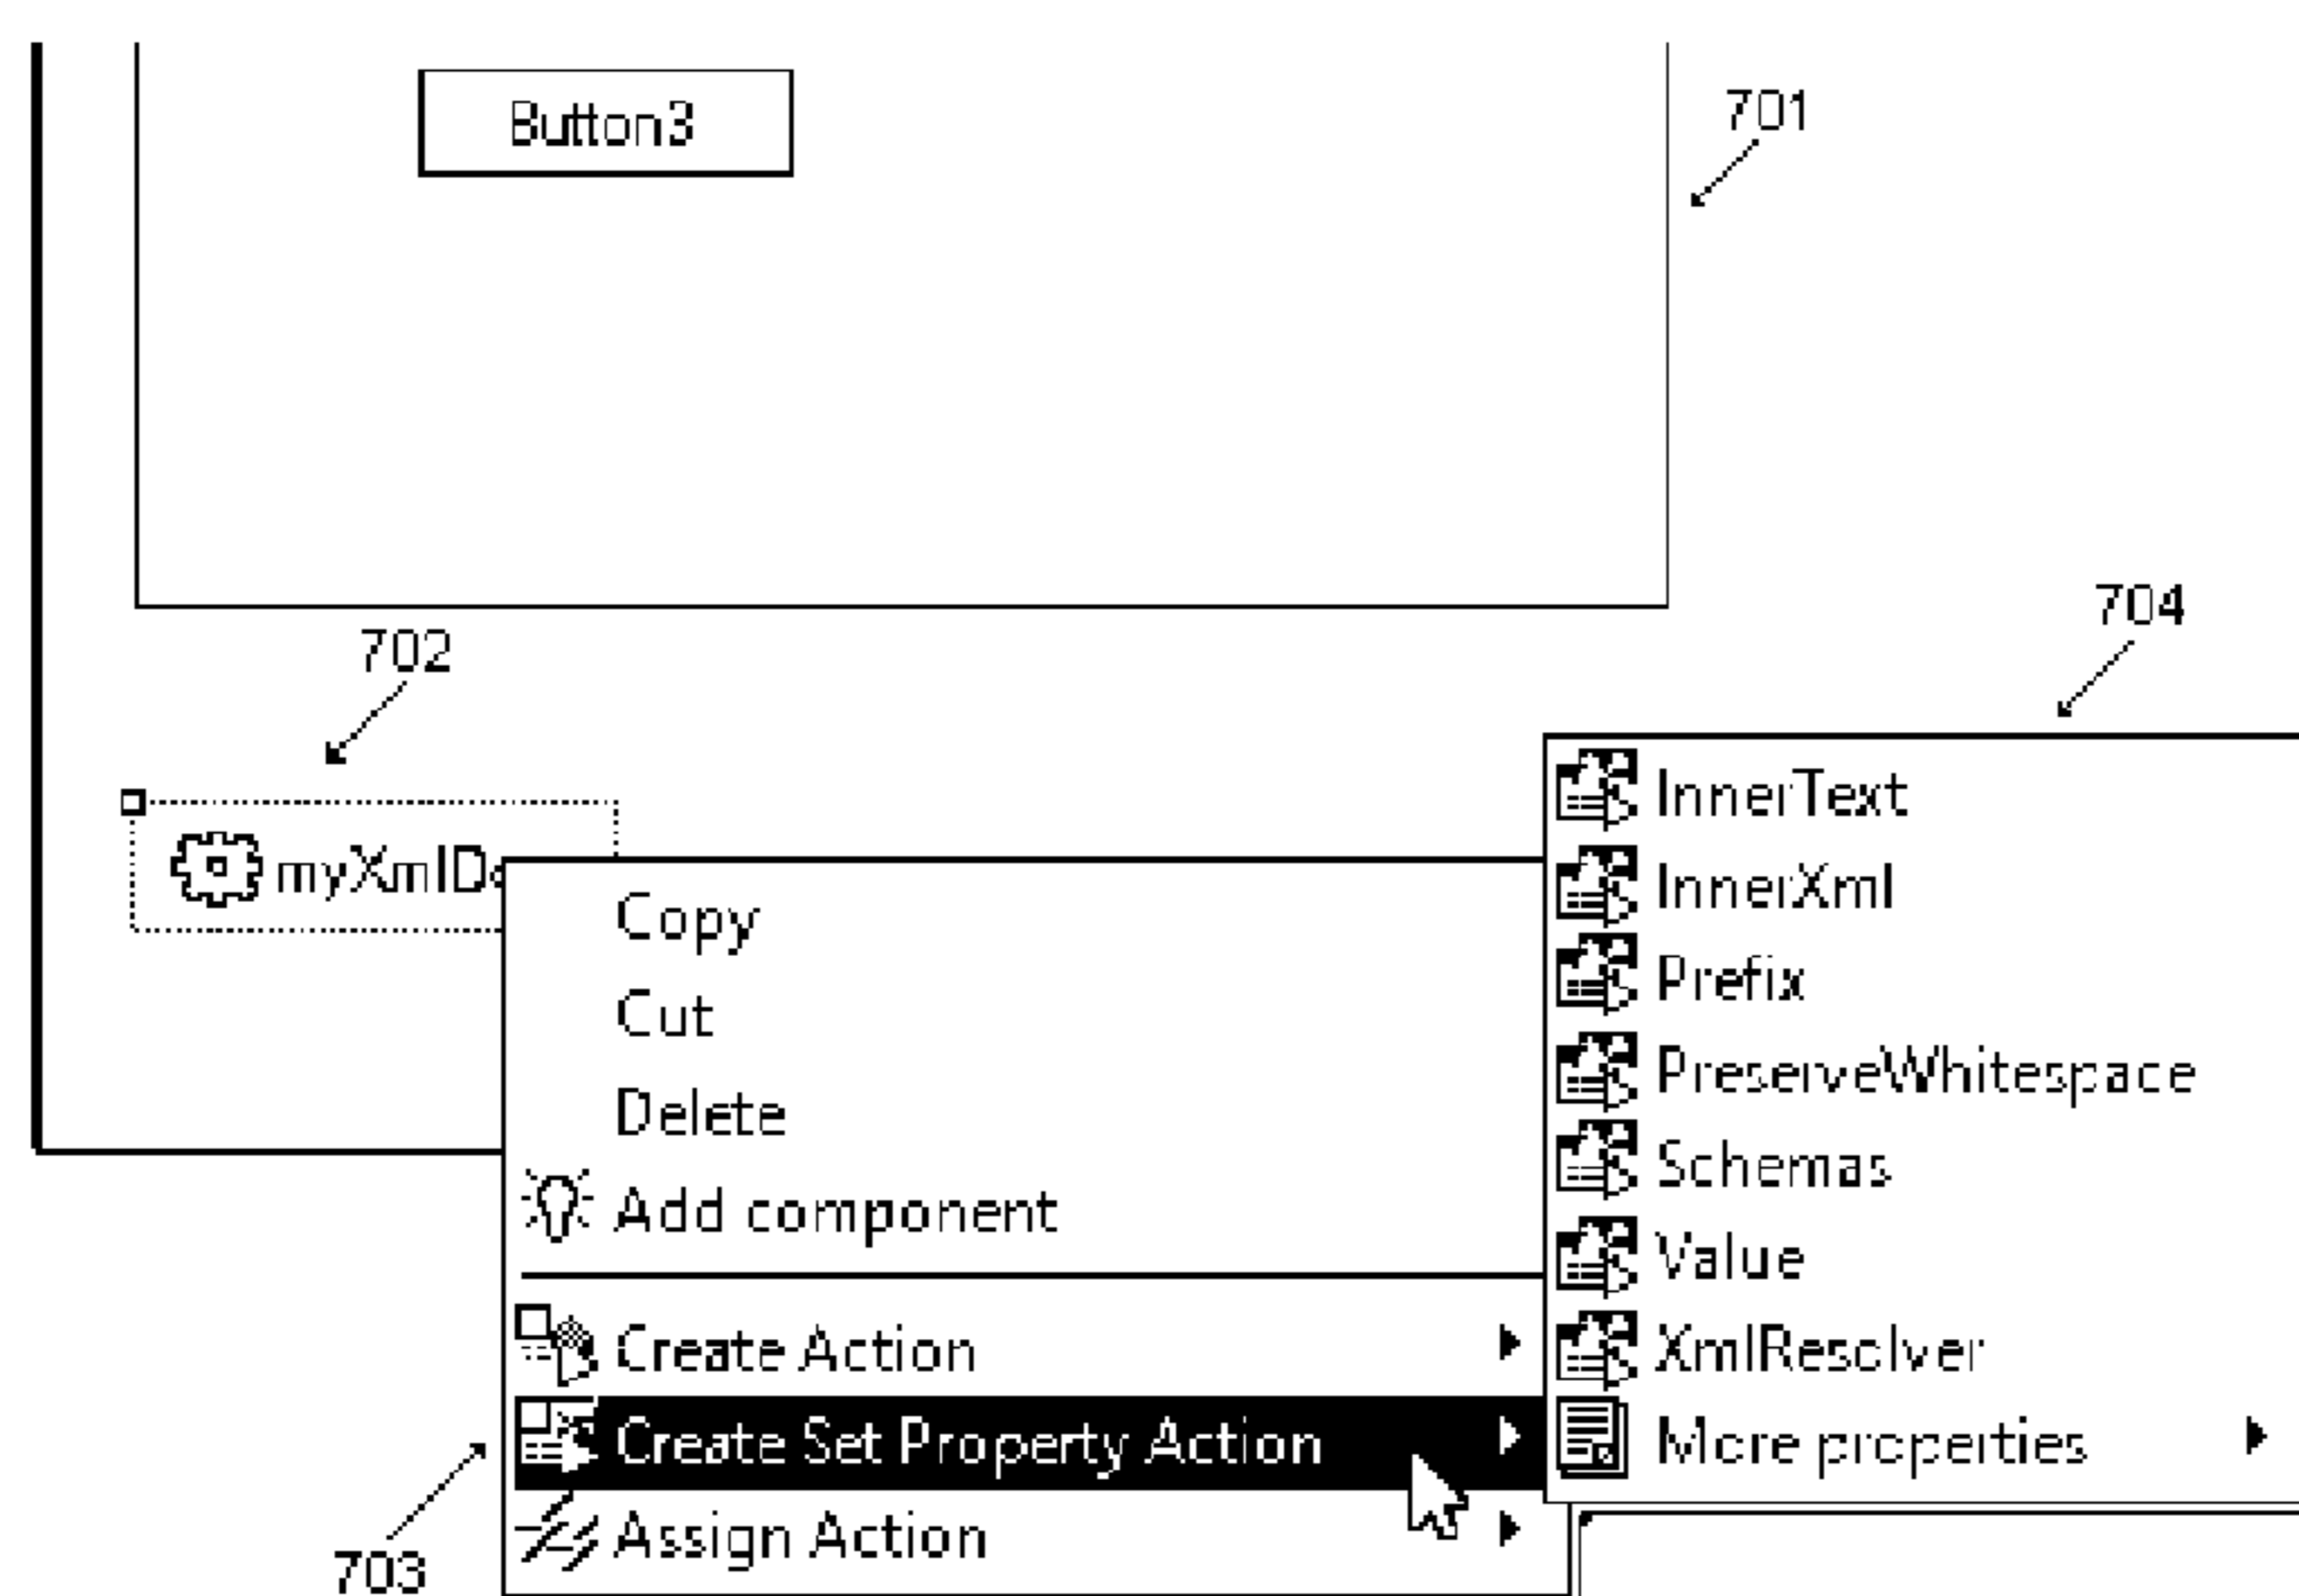 Button3
701
702
704
myXmlD
InnerText
InnerXml
Prefix
PreserveWhitespace
Schemas
Value
XmlResolver
More properties
Copy
Cut
Delete
Add component
Create Action
Create Set Property Action
Assign Action
703